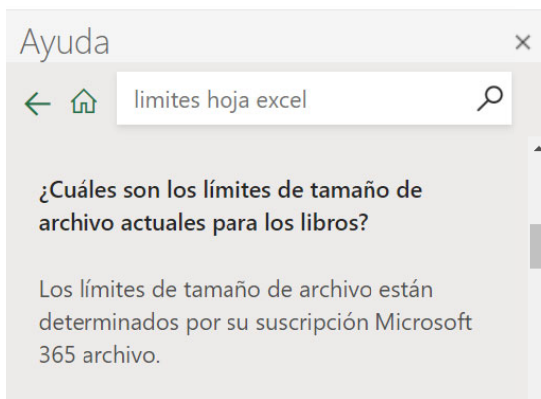 Ayuda
limites hoja excel
¿Cuáles son los límites de tamaño de
archivo actuales para los libros?
Los límites de tamaño de archivo están
determinados por su suscripción Microsoft
365 archivo.